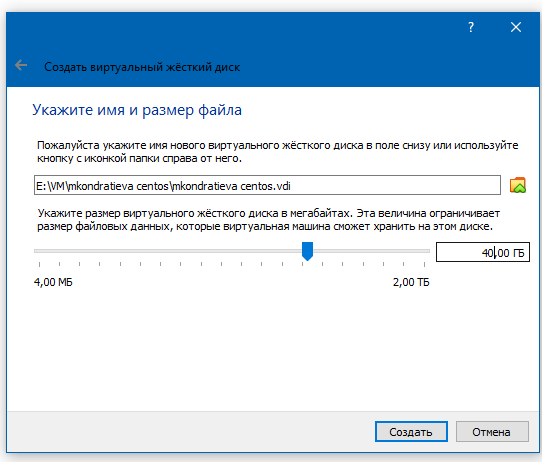 ?
Создать виртуальный жёсткий диск
Укажите имя и размер файла
Пожалуйста укажите имя нового виртуального жёсткого диска в поле снизу или используйте
кнопку с иконкой папки справа от него.
E:\VM\mkondratieva centos\mkondratieva centos.vdi
Укажите размер виртуального жёсткого диска в мегабайтах. Эта величина ограничивает
размер файловых данных, которые виртуальная машина сможет хранить на этом диске.
40,00 ГБ
4,00 МБ 2,00 ТБ
Создать Отмена